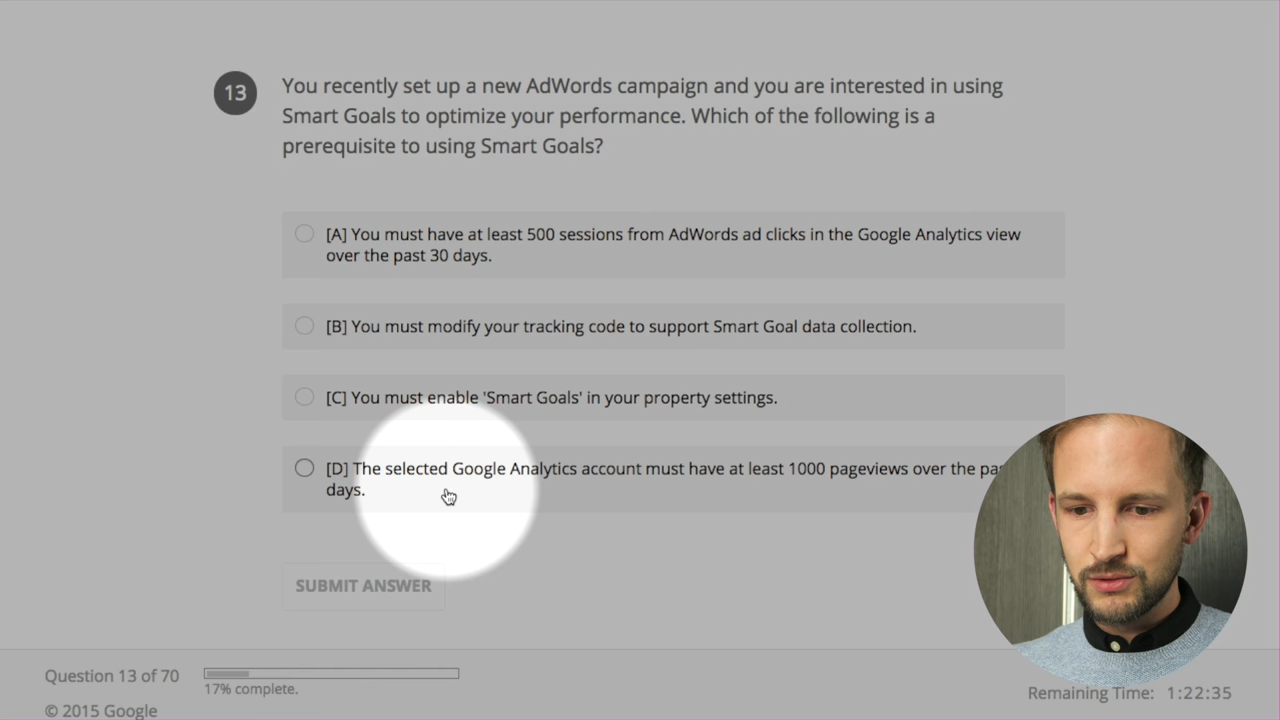 13
You recently set up a new AdWords campaign and you are interested in using
Smart Goals to optimize your performance. Which of the following is a
prerequisite to using Smart Goals?
[A] You must have at least 500 sessions from AdWords ad clicks in the Google Analytics view
over the past 30 days.
[B] You must modify your tracking code to support Smart Goal data collection.
[C] You must enable 'Smart Goals' in your property settings.
[D] The selected Google Analytics account must have at least 1000 pageviews over the
days.
SUBMIT ANSWER
Question 13 of 70
17% complete.
Remaining Time: 1:22:35
© 2015 Google